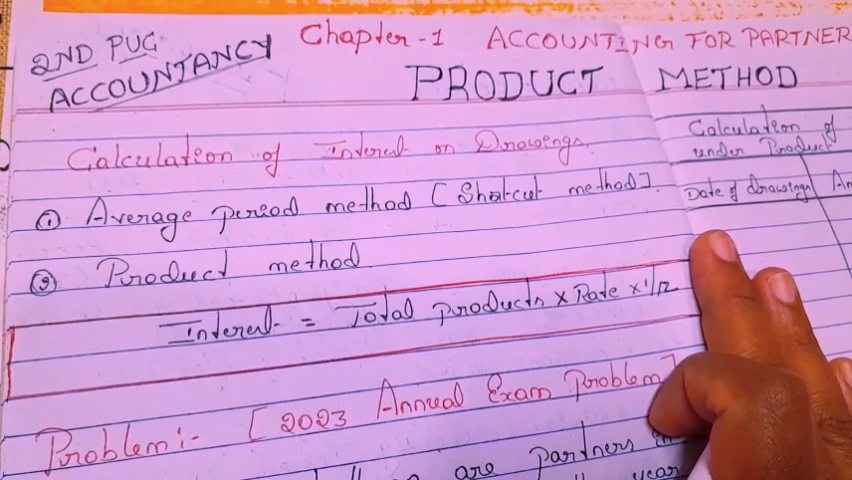 2ND PUC
ACCOUNTANCY
Chapter-1 ACCOUNTING FOR PARTNER
PRODUCT METHOD
Calculation of Interest on Drawings.
① Average period method [Shortcut method].
② Product method
Interest = Total products × Rate × 1/12
Problem:- [2023 Annual Exam Problem]
are partners in
year
Calculation of
under Product
Date of drawings